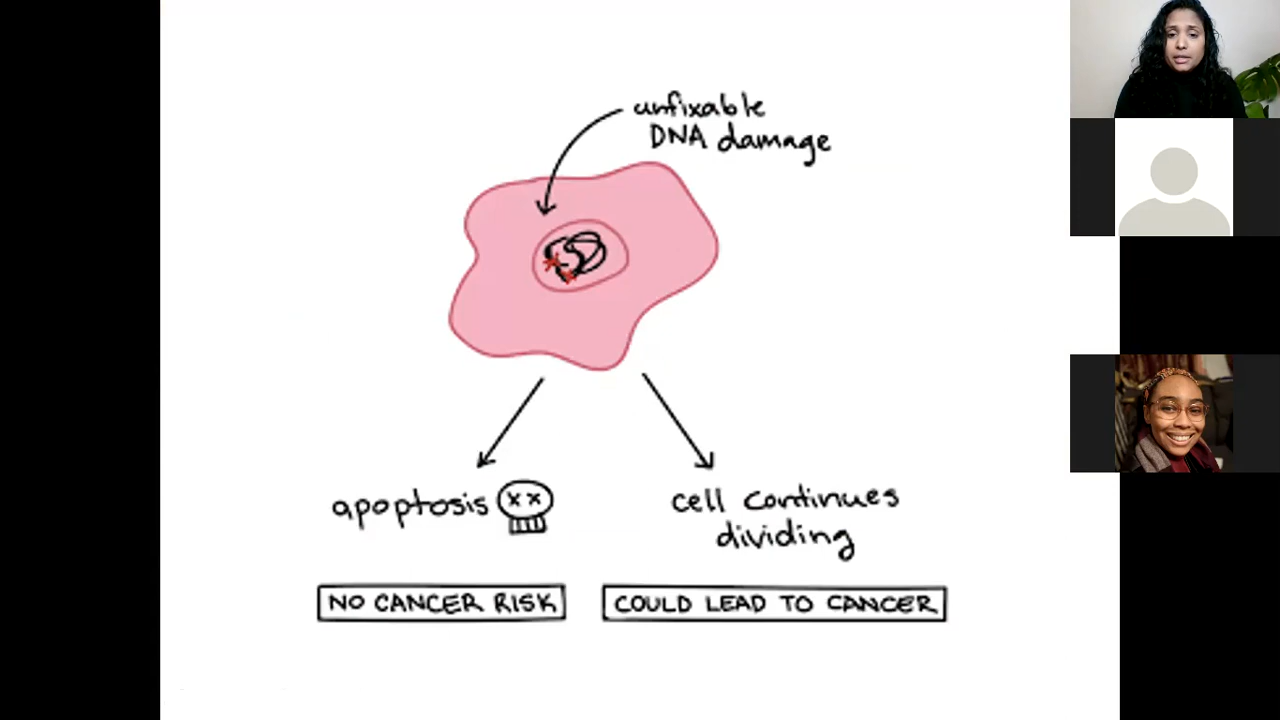 unfixable
DNA damage
apoptosis
cell continues
dividing
NO CANCER RISK
COULD LEAD TO CANCER